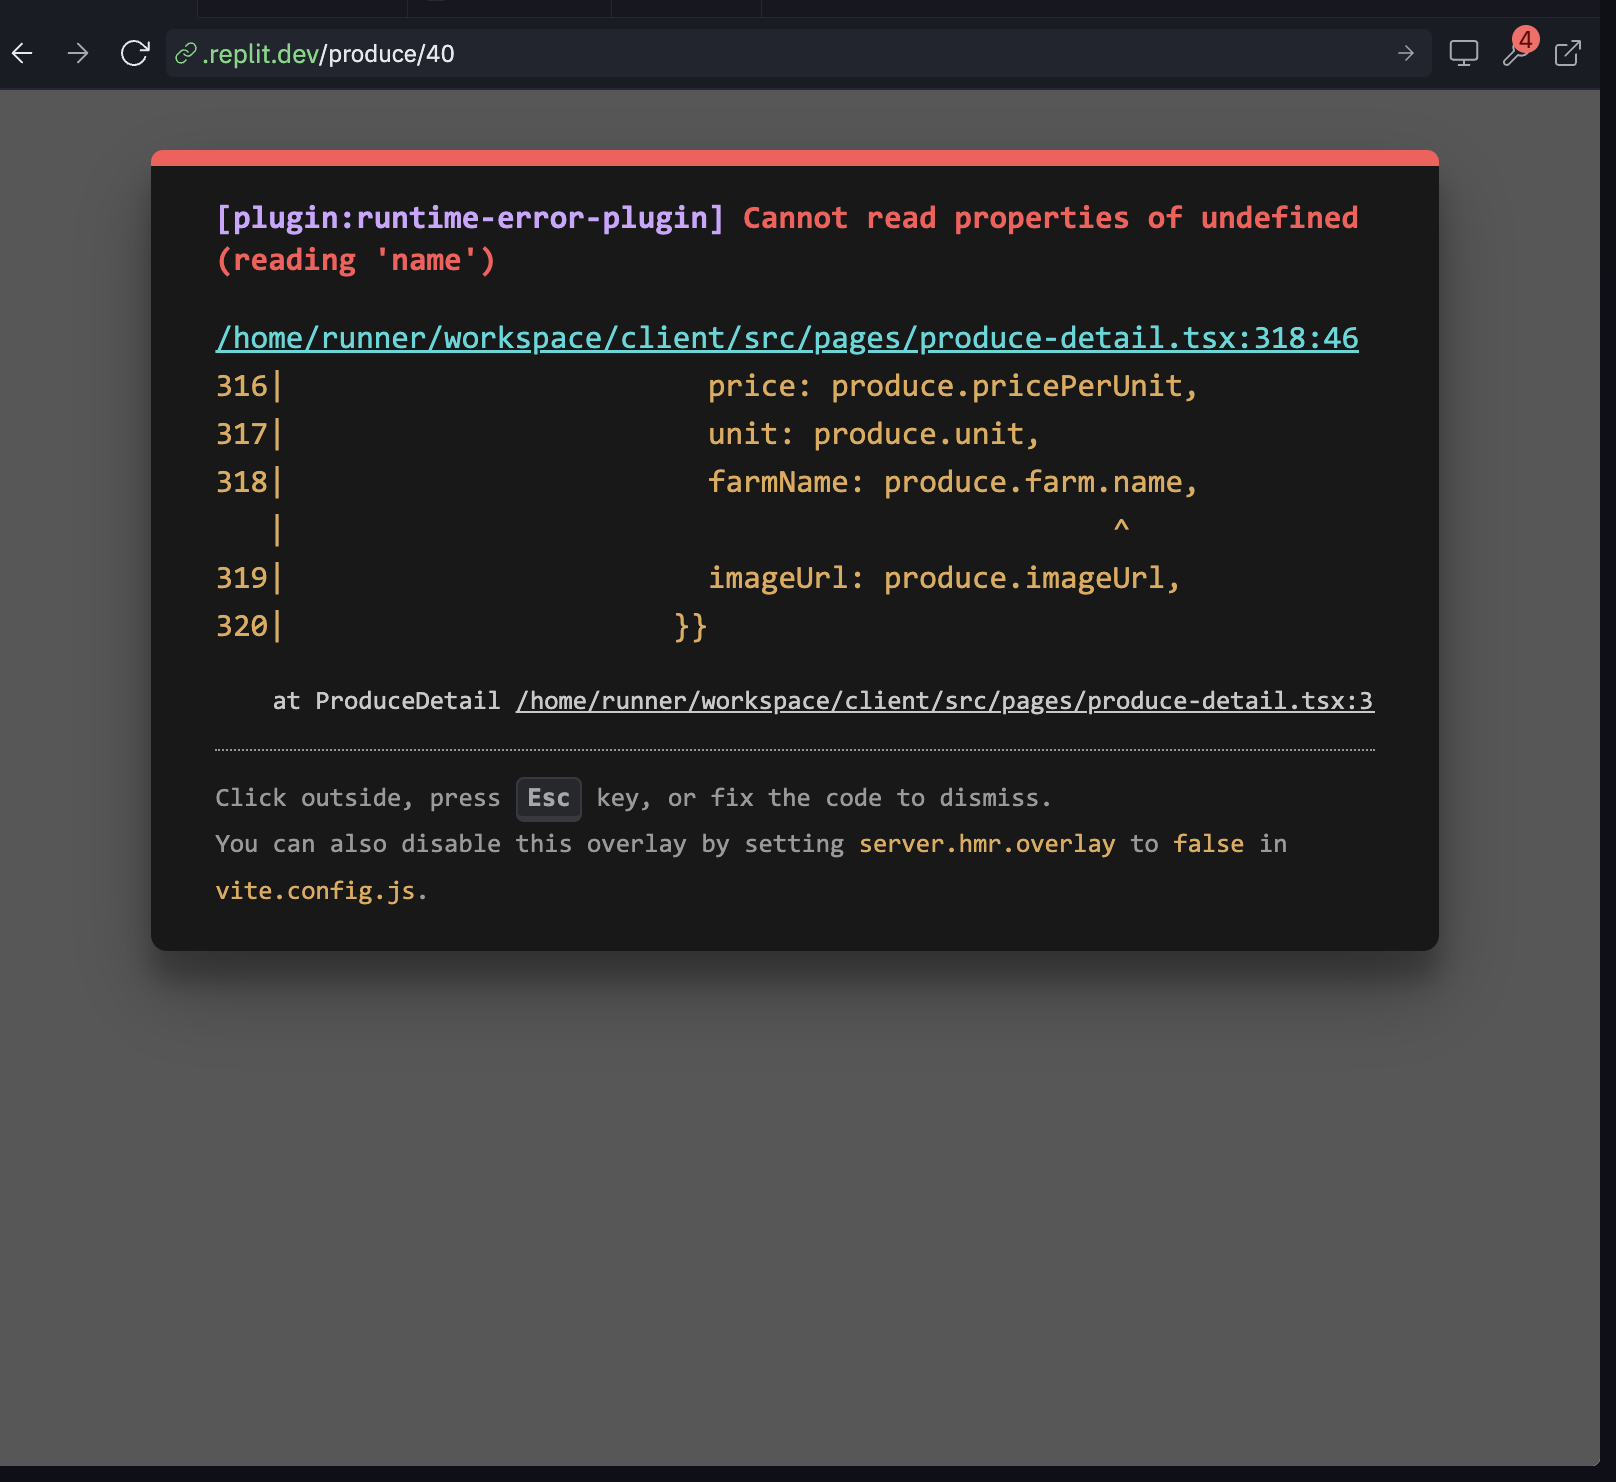 .replit.dev/produce/40
4
[plugin:runtime-error-plugin] Cannot read properties of undefined
(reading 'name')
/home/runner/workspace/client/src/pages/produce-detail.tsx:318:46
316|                        price: produce.pricePerUnit,
317|                        unit: produce.unit,
318|                        farmName: produce.farm.name,
   |                                               ^
319|                        imageUrl: produce.imageUrl,
320|                      }}
at ProduceDetail /home/runner/workspace/client/src/pages/produce-detail.tsx:3
Click outside, press Esc key, or fix the code to dismiss.
You can also disable this overlay by setting server.hmr.overlay to false in
vite.config.js.